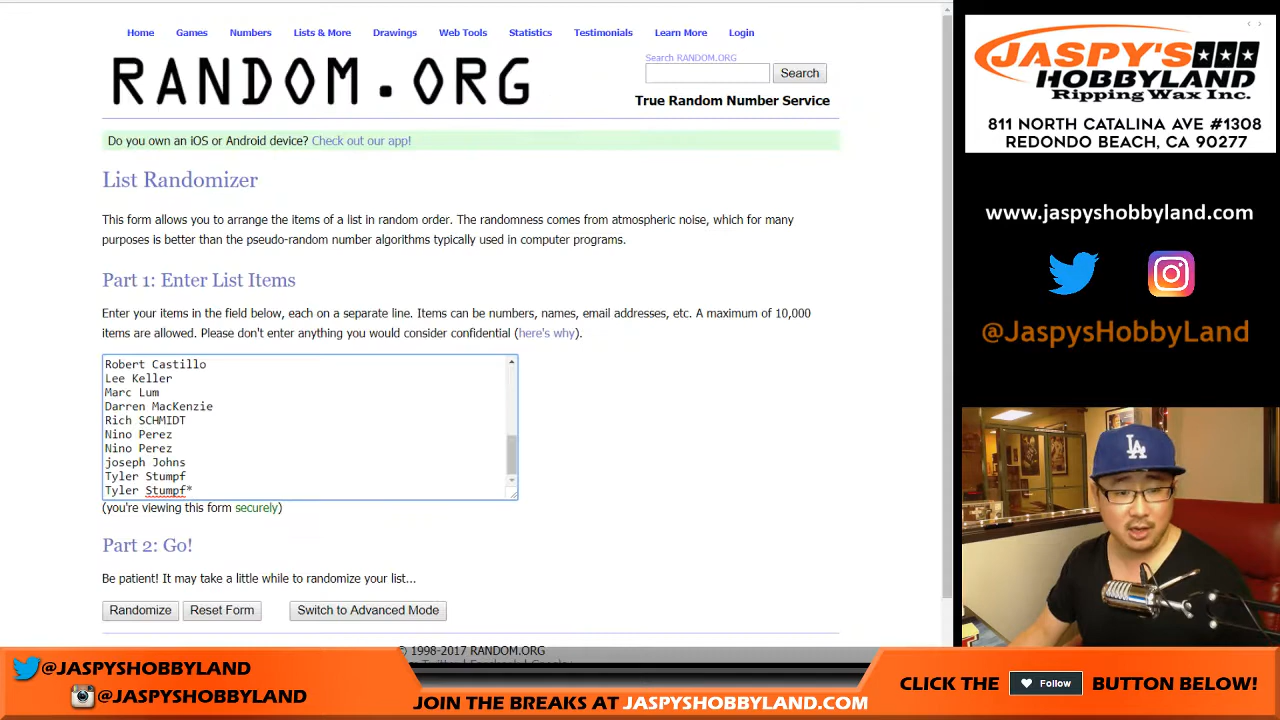 Home Games Numbers Lists & More Drawings Web Tools Statistics Testimonials Learn More Login
RANDOM.ORG
Search RANDOM.ORG
Search
True Random Number Service
Do you own an iOS or Android device? Check out our app!
List Randomizer
This form allows you to arrange the items of a list in random order. The randomness comes from atmospheric noise, which for many
purposes is better than the pseudo-random number algorithms typically used in computer programs.
Part 1: Enter List Items
Enter your items in the field below, each on a separate line. Items can be numbers, names, email addresses, etc. A maximum of 10,000
items are allowed. Please don't enter anything you would consider confidential (here's why).
Robert Castillo
Lee Keller
Marc Lum
Darren MacKenzie
Rich SCHMIDT
Nino Perez
Nino Perez
joseph Johns
Tyler Stumpf
Tyler Stumpf*
(you're viewing this form securely)
Part 2: Go!
Be patient! It may take a little while to randomize your list...
Randomize Reset Form Switch to Advanced Mode
© 1998-2017 RANDOM.ORG
JASPY'S
HOBBYLAND
Ripping Wax Inc.
811 NORTH CATALINA AVE #1308
REDONDO BEACH, CA 90277
www.jaspyshobbyland.com
@JaspysHobbyLand
LA
@JASPYSHOBBYLAND
@JASPYSHOBBYLAND
JOIN THE BREAKS AT JASPYSHOBBYLAND.COM
CLICK THE Follow BUTTON BELOW!